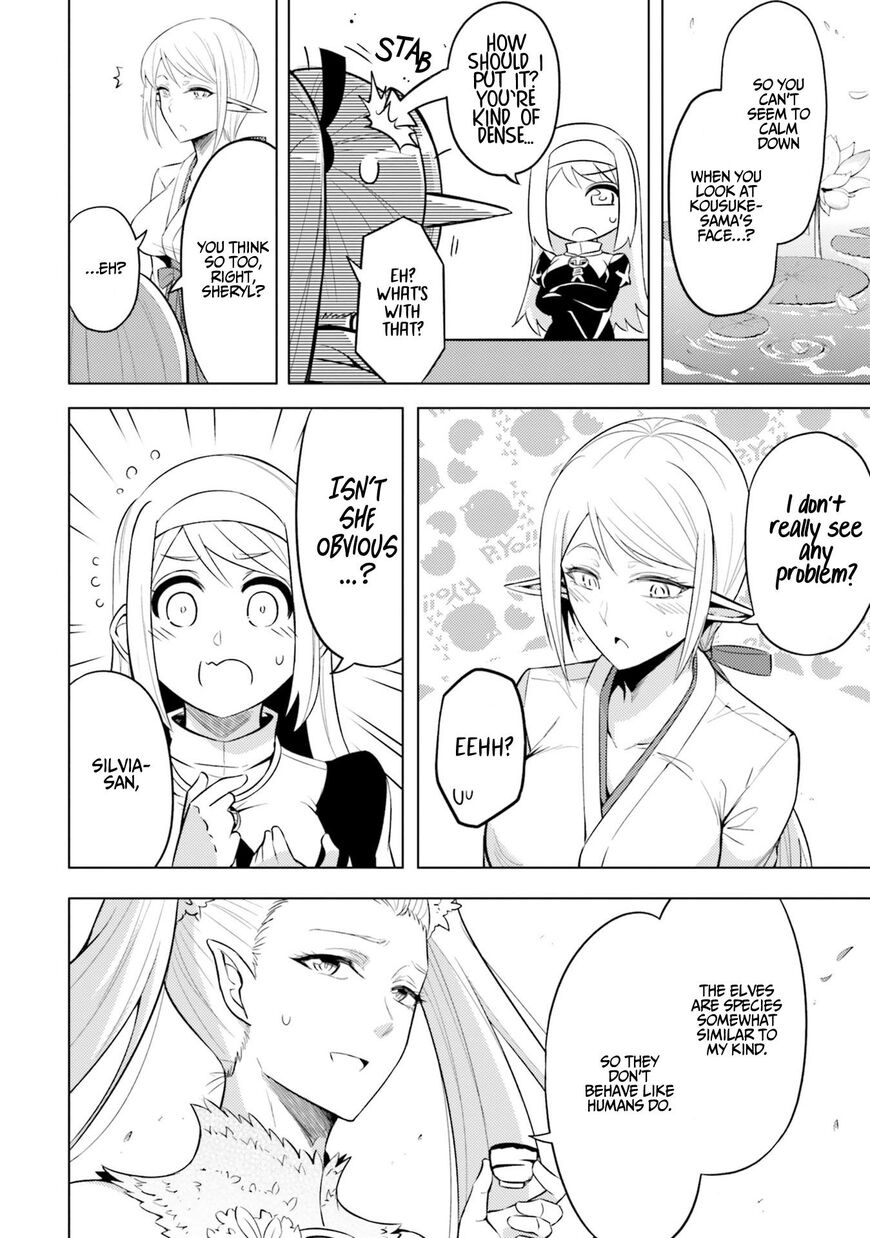 SO YOU
CAN'T
SEEM TO
CALM
DOWN
WHEN YOU
LOOK AT
KOUSUKE-
SAMA'S
FACE...?
HOW
SHOULD I
PUT IT?
YOU'RE
KIND OF
DENSE...
STAB
EH?
WHAT'S
WITH
THAT?
YOU THINK
SO TOO,
RIGHT,
SHERYL?
...EH?
I don't
really see
any
problem?
EEHH?
ISN'T
SHE
OBVIOUS
...?
SILVIA-
SAN,
THE ELVES
ARE SPECIES
SOMEWHAT
SIMILAR TO
MY KIND.
SO THEY
DON'T
BEHAVE LIKE
HUMANS DO.